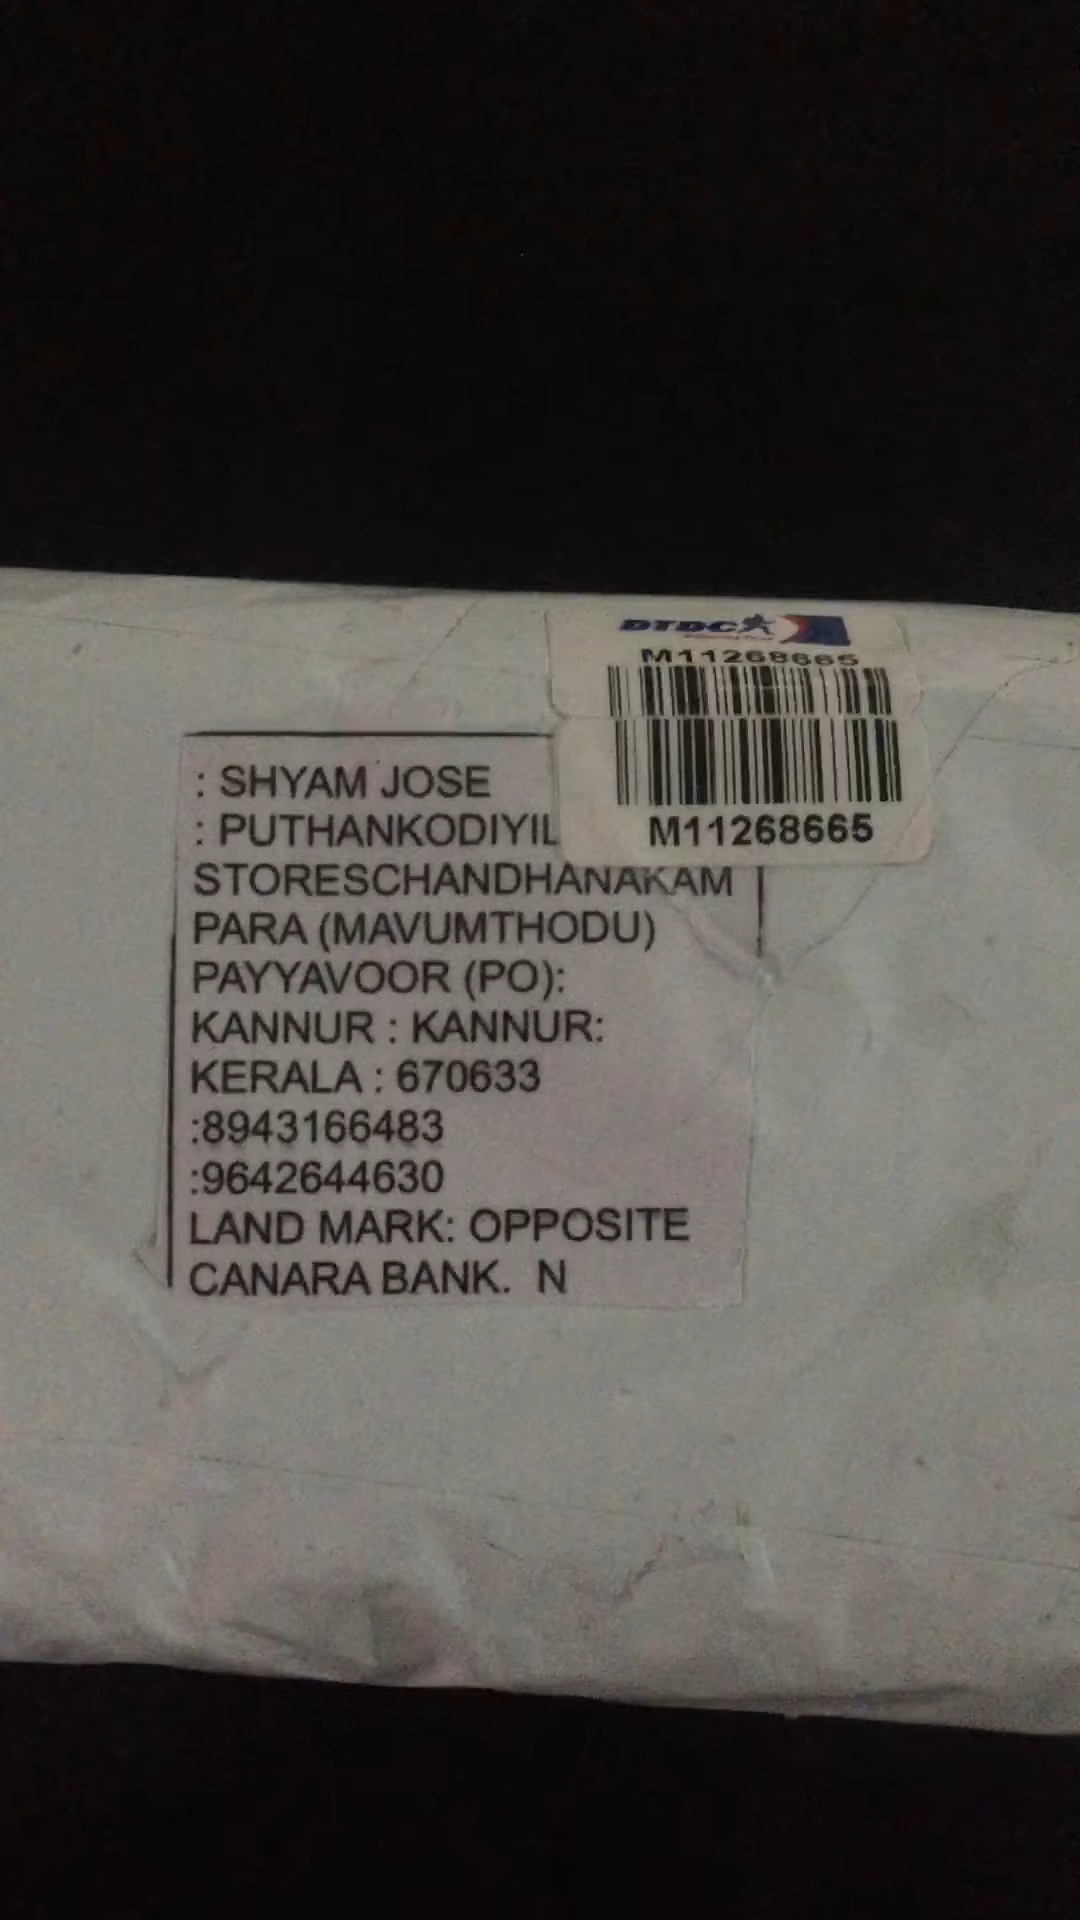 DTDC
M11268665
M11268665
: SHYAM JOSE
: PUTHANKODIYIL
STORESCHANDHANAKAM
PARA (MAVUMTHODU)
PAYYAVOOR (PO):
KANNUR : KANNUR:
KERALA : 670633
:8943166483
:9642644630
LAND MARK: OPPOSITE
CANARA BANK. N